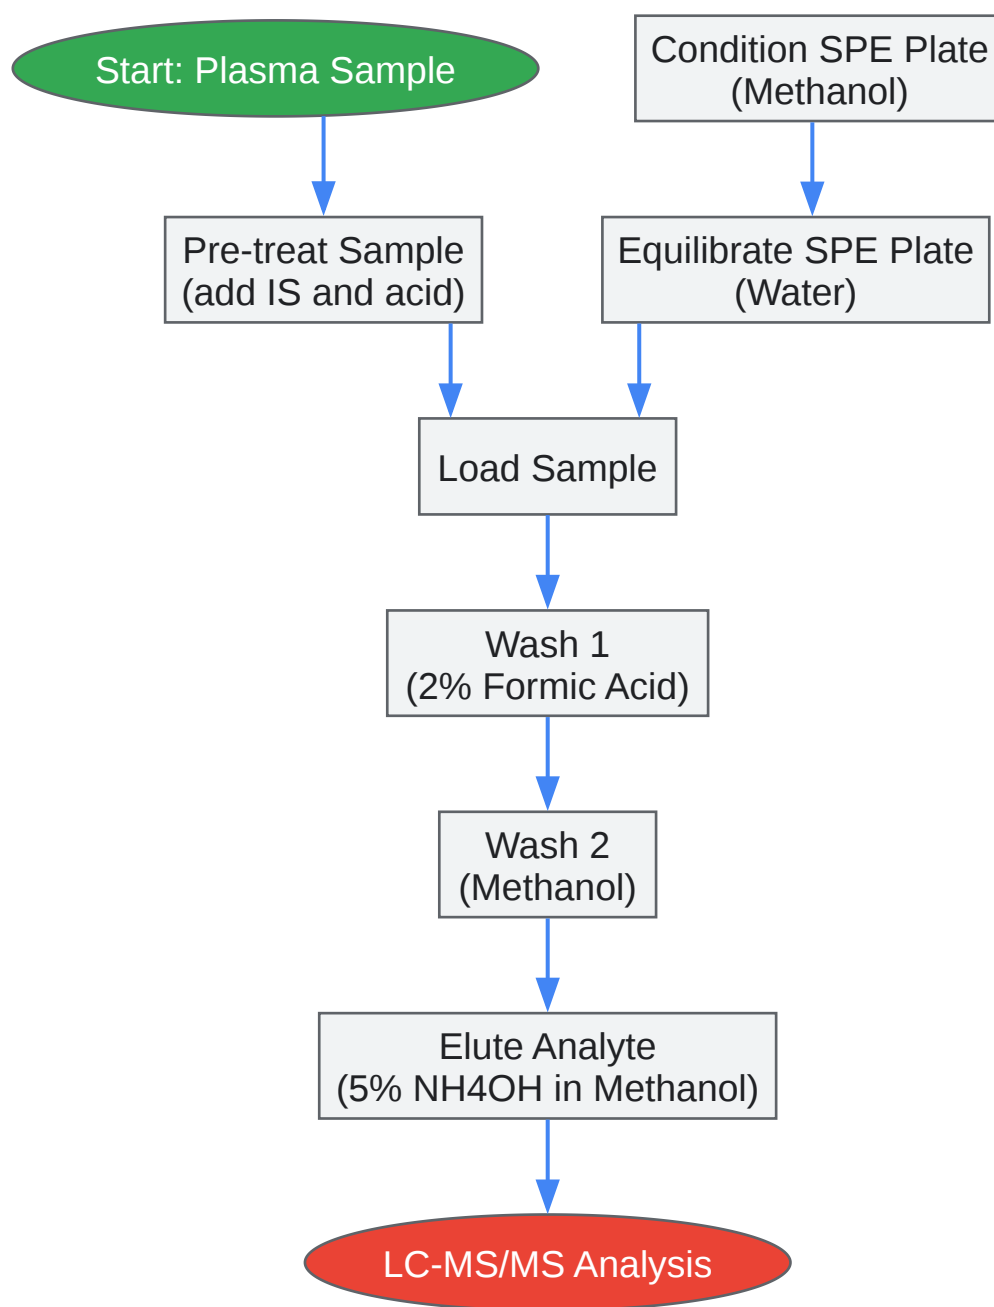 Start: Plasma Sample
Condition SPE Plate
(Methanol)
Pre-treat Sample
(add IS and acid)
Equilibrate SPE Plate
(Water)
Load Sample
Wash 1
(2% Formic Acid)
Wash 2
(Methanol)
Elute Analyte
(5% NH4OH in Methanol)
LC-MS/MS Analysis